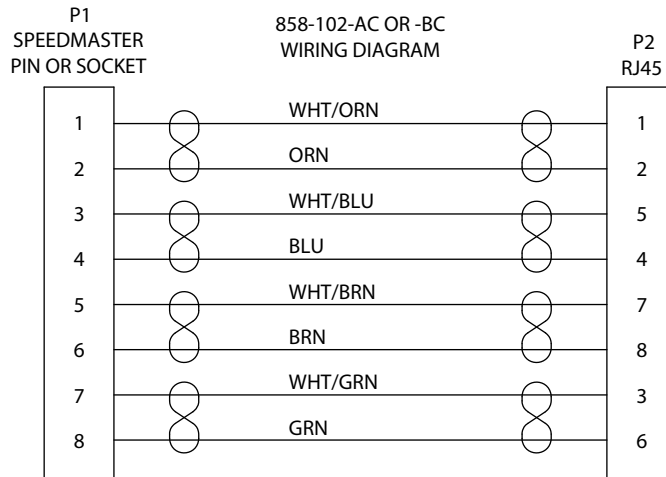 P1
SPEEDMASTER
PIN OR SOCKET
858-102-AC OR -BC
WIRING DIAGRAM
P2
RJ45
1 WHT/ORN 1
2 ORN 2
3 WHT/BLU 5
4 BLU 4
5 WHT/BRN 7
6 BRN 8
7 WHT/GRN 3
8 GRN 6